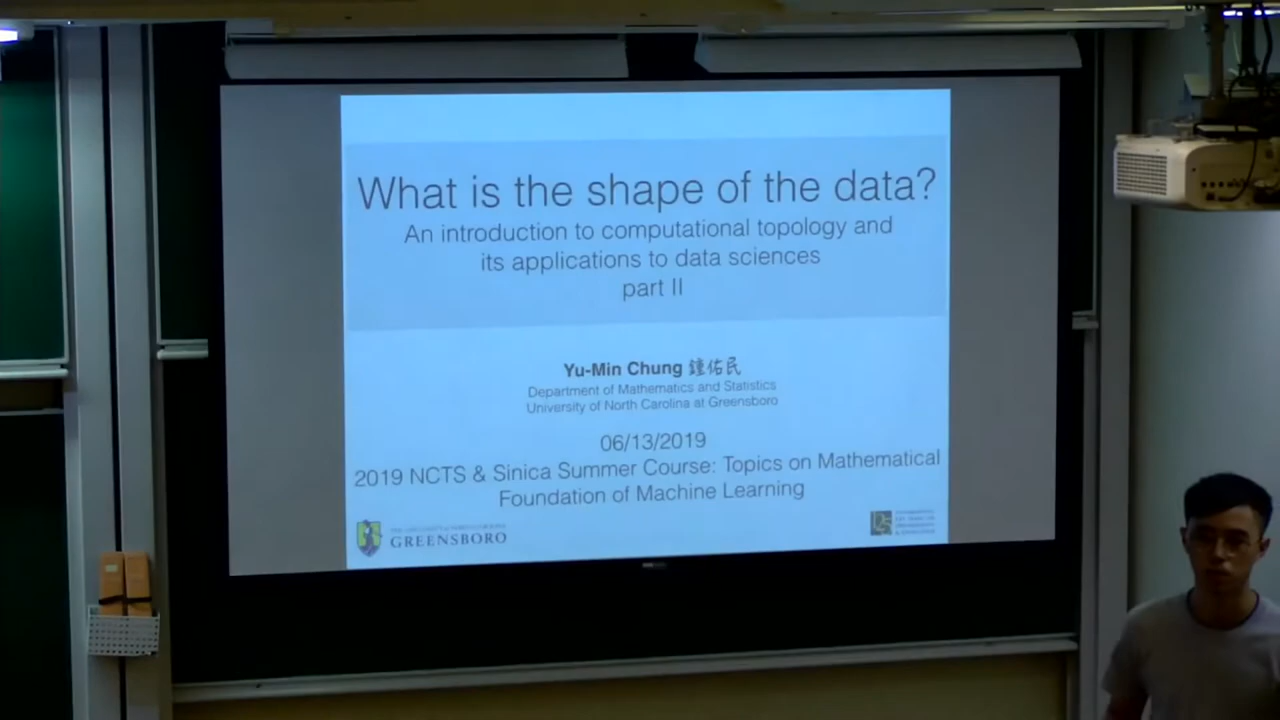 What is the shape of the data?
An introduction to computational topology and
its applications to data sciences
part II
Yu-Min Chung 鍾佑民
Department of Mathematics and Statistics
University of North Carolina at Greensboro
06/13/2019
2019 NCTS & Sinica Summer Course: Topics on Mathematical
Foundation of Machine Learning
GREENSBORO